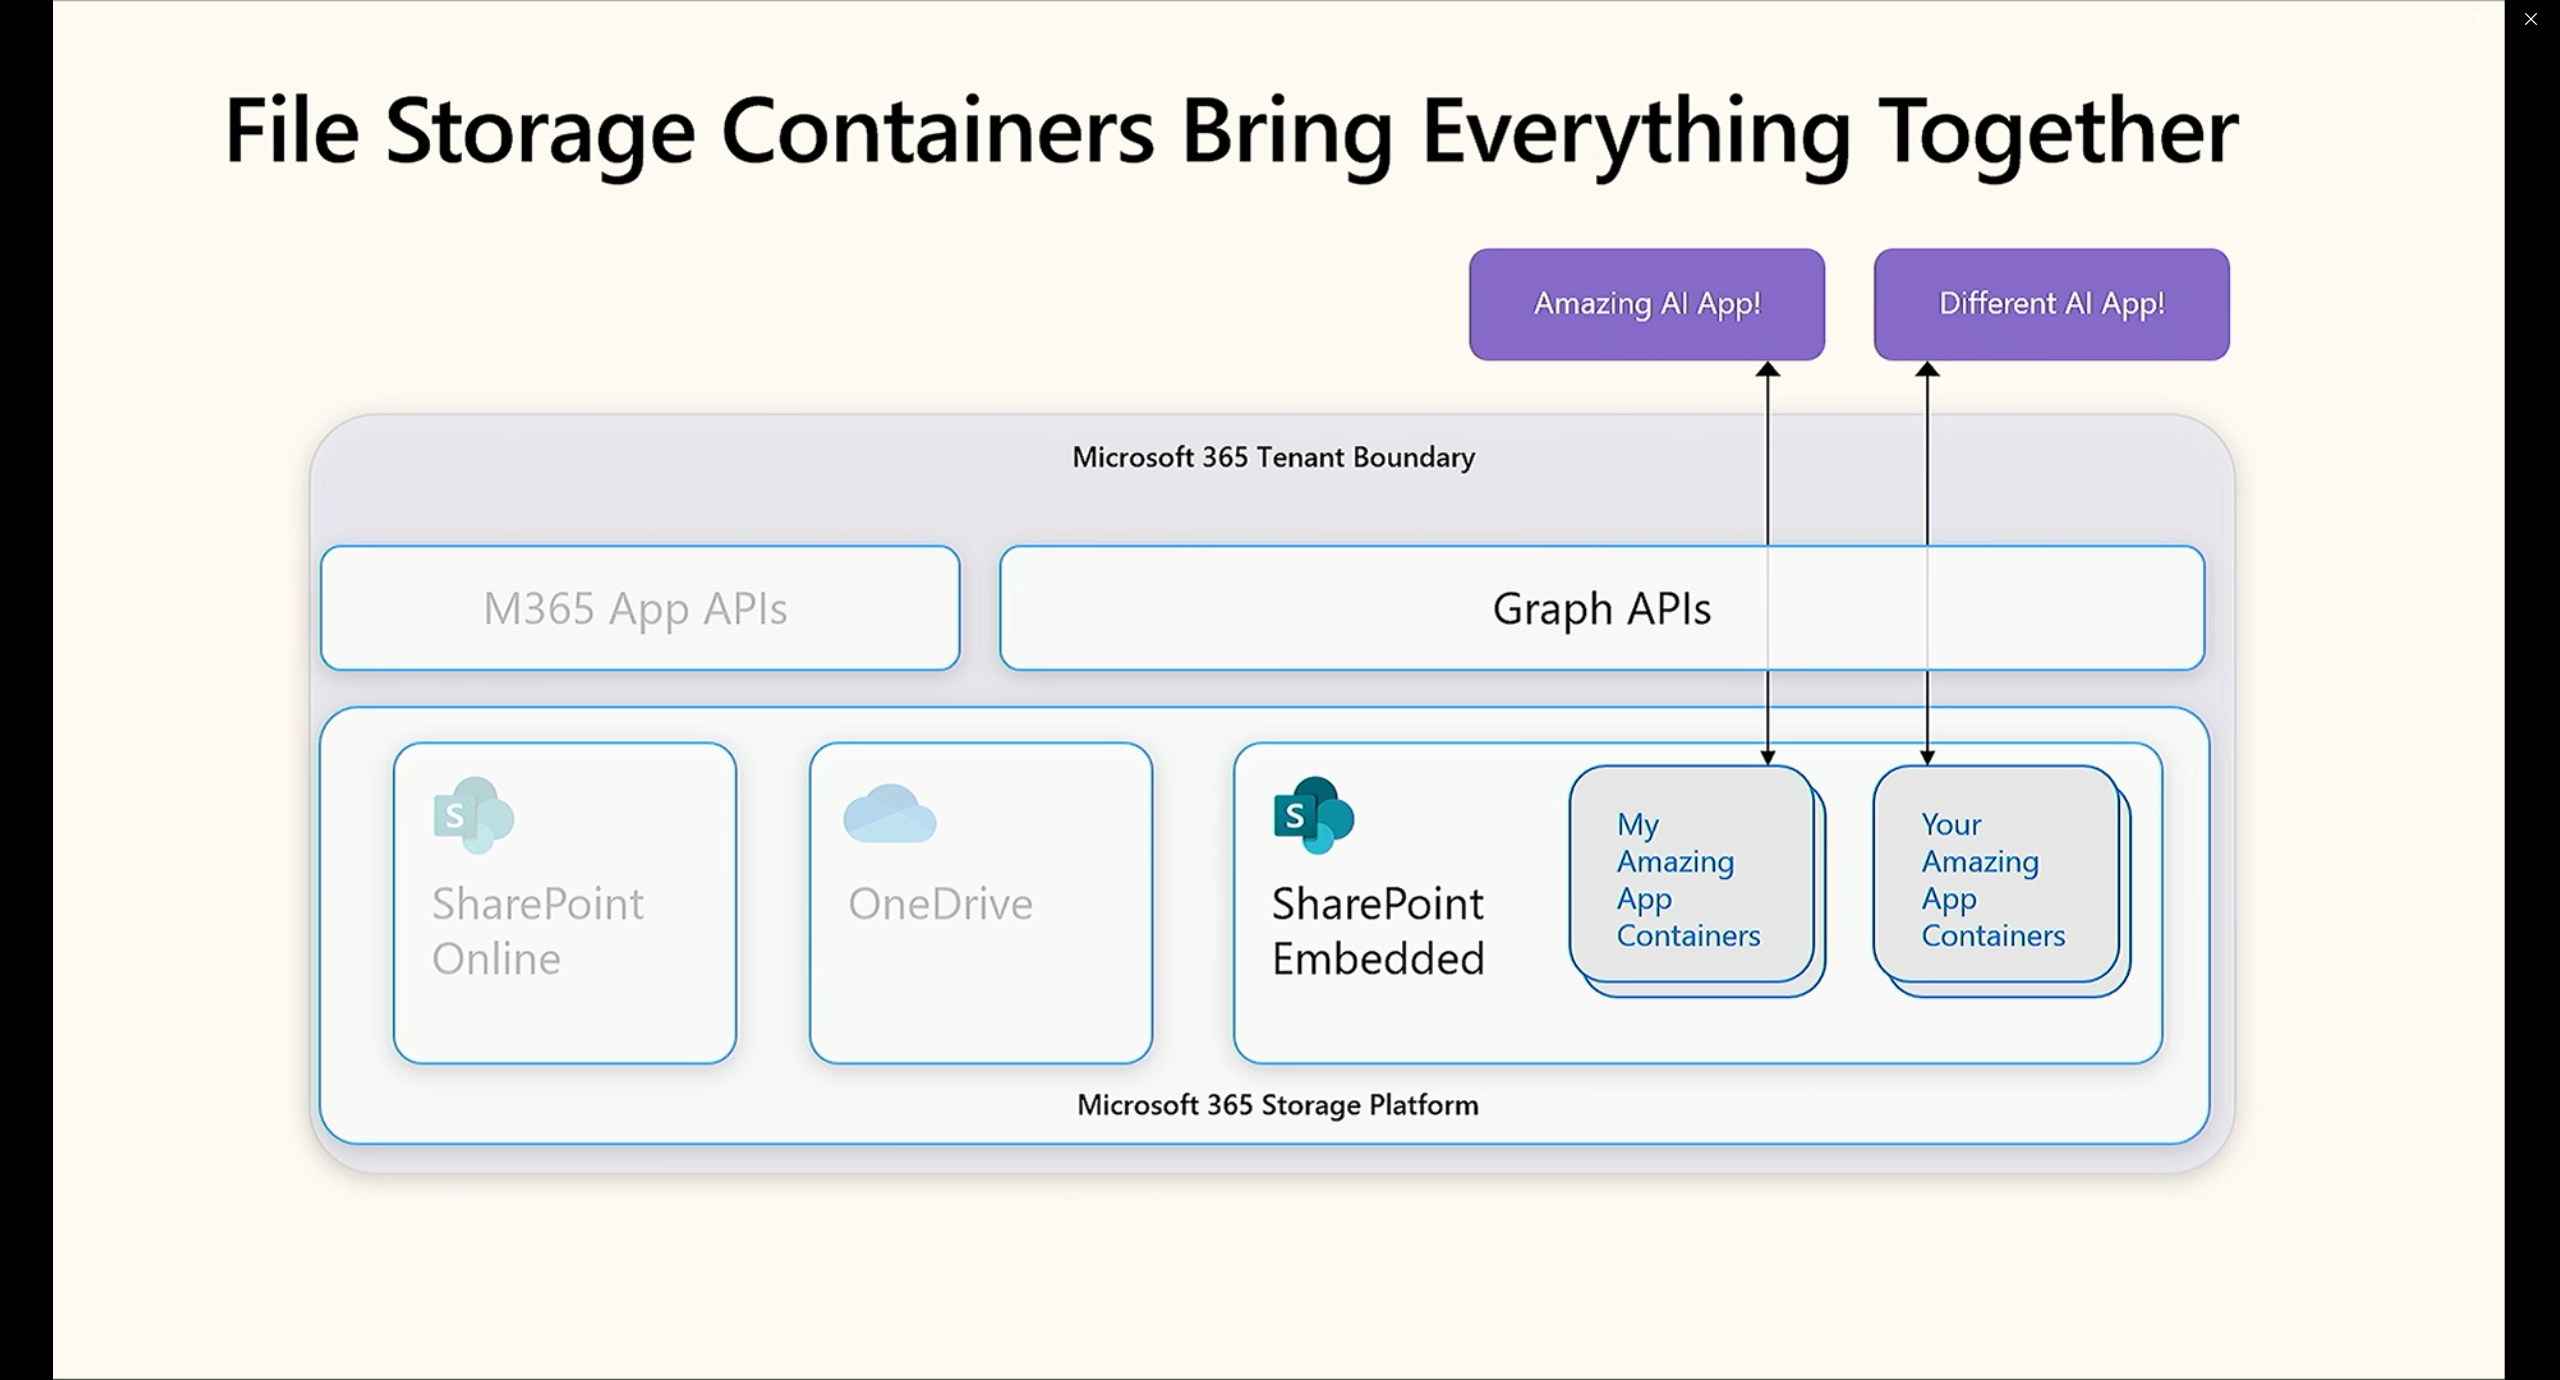 File Storage Containers Bring Everything Together
Amazing AI App!
Different AI App!
Microsoft 365 Tenant Boundary
M365 App APIs
Graph APIs
S
SharePoint
Online
OneDrive
S
SharePoint
Embedded
My
Amazing
App
Containers
Your
Amazing
App
Containers
Microsoft 365 Storage Platform